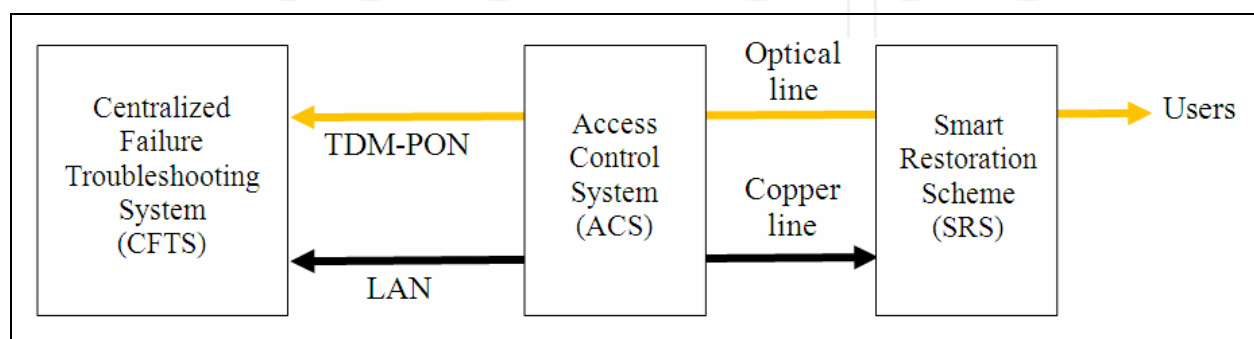 Centralized
Failure
Troubleshooting
System
(CFTS)
TDM-PON
LAN
Access
Control
System
(ACS)
Optical
line
Copper
line
Smart
Restoration
Scheme
(SRS)
Users